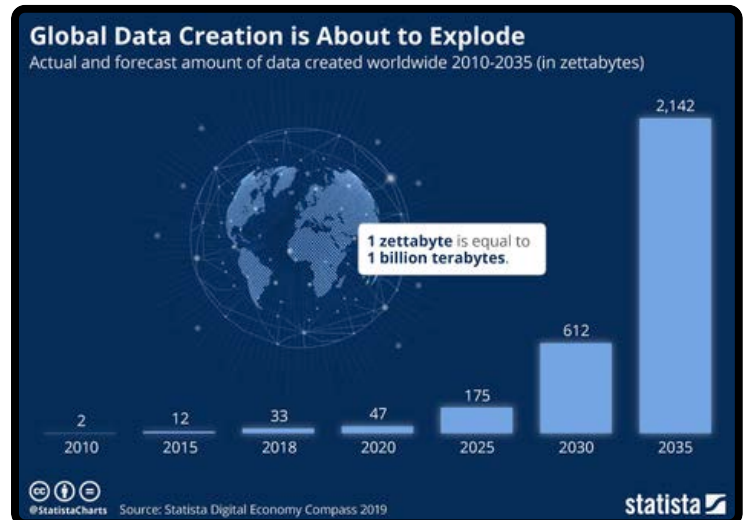 Global Data Creation is About to Explode
Actual and forecast amount of data created worldwide 2010-2035 (in zettabytes)
2,142
1 zettabyte is equal to
1 billion terabytes.
612
175
47
33
12
2
2010 2015 2018 2020 2025 2030 2035
@StatistaCharts Source: Statista Digital Economy Compass 2019
statista